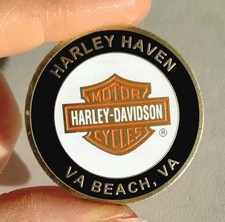 HARLEY HAVEN
MOTOR
HARLEY-DAVIDSON
CYCLES
®
VA BEACH, VA